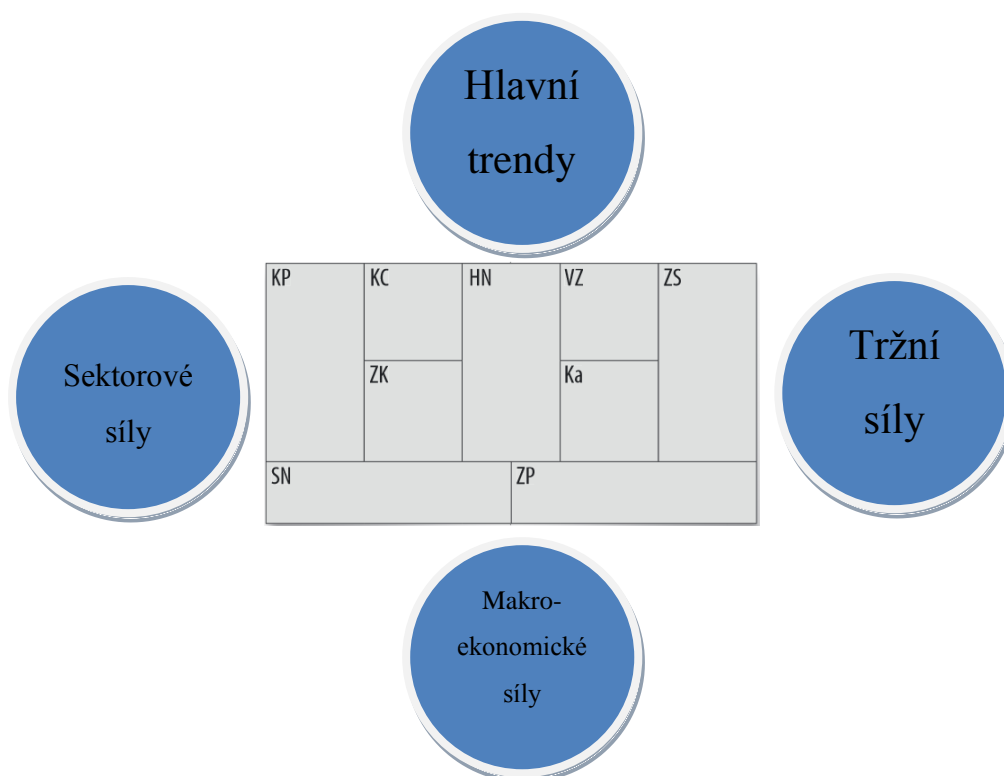 Hlavní
trendy
KP
KC
HN
VZ
ZS
Sektorové
síly
ZK
Ka
Tržní
síly
SN
ZP
Makro-
ekonomické
síly